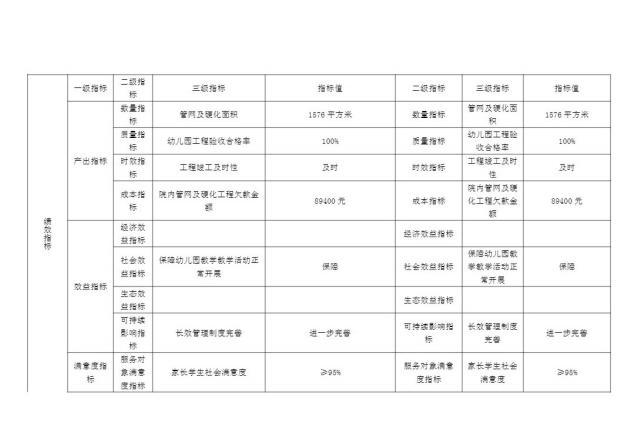 绩效指标
一级指标 二级指标 三级指标 指标值 二级指标 三级指标 指标值
产出指标
数量指标 管网及硬化面积 1576 平方米 数量指标 管网及硬化面积 1576 平方米
质量指标 幼儿园工程验收合格率 100% 质量指标 幼儿园工程验收合格率 100%
时效指标 工程竣工及时性 及时 时效指标 工程竣工及时性 及时
成本指标 院内管网及硬化工程欠款金额 89400 元 成本指标 院内管网及硬化工程欠款金额 89400 元
效益指标
经济效益指标 经济效益指标
社会效益指标 保障幼儿园教学教学活动正常开展 保障 社会效益指标 保障幼儿园教学教学活动正常开展 保障
生态效益指标 生态效益指标
可持续影响指标 长效管理制度完善 进一步完善 可持续影响指标 长效管理制度完善 进一步完善
满意度指标 服务对象满意度指标 家长学生社会满意度 ≥95% 服务对象满意度指标 家长学生社会满意度 ≥95%